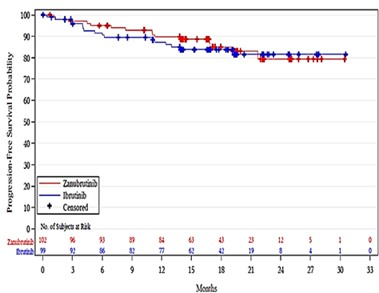 Progression-Free Survival Probability
100
90
80
70
60
50
40
30
20
10
0
Zanubrutinib
Ibrutinib
Censored
No. of Subjects at Risk
Zanubrutinib 102 96 93 89 84 63 43 23 12 5 1 0
Ibrutinib 99 92 86 82 77 62 42 19 8 4 1 0
0 3 6 9 12 15 18 21 24 27 30 33
Months